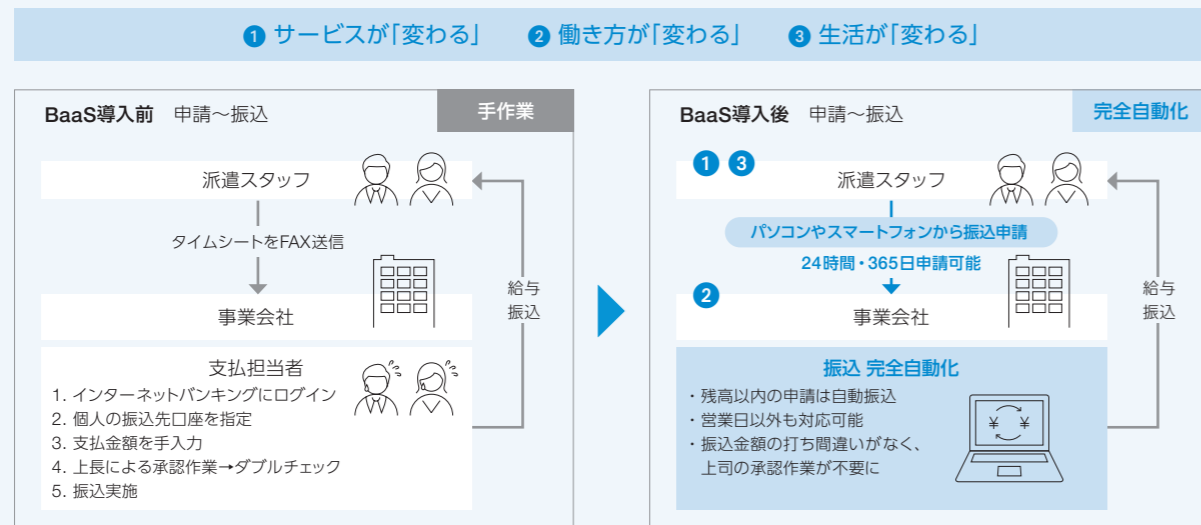 ❶ サービスが「変わる」 ❷ 働き方が「変わる」 ❸ 生活が「変わる」
BaaS導入前 申請〜振込
手作業
派遣スタッフ
タイムシートをFAX送信
事業会社
給与
振込
支払担当者
1. インターネットバンキングにログイン
2. 個人の振込先口座を指定
3. 支払金額を手入力
4. 上長による承認作業→ダブルチェック
5. 振込実施
BaaS導入後 申請〜振込
完全自動化
❶ ❸
派遣スタッフ
パソコンやスマートフォンから振込申請
24時間・365日申請可能
❷
事業会社
給与
振込
振込 完全自動化
・残高以内の申請は自動振込
・営業日以外も対応可能
・振込金額の打ち間違いがなく、
上司の承認作業が不要に
¥ ¥